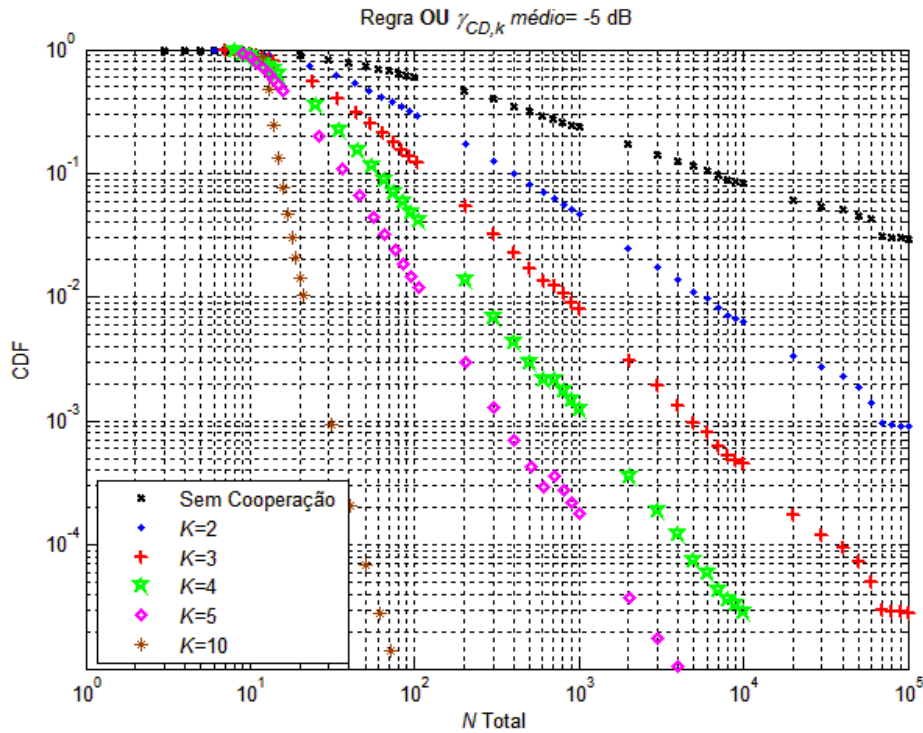 Regra OU γCD,k médio= -5 dB
10^0
10^-1
10^-2
10^-3
10^-4
CDF
Sem Cooperação
K=2
K=3
K=4
K=5
K=10
10^0 10^1 10^2 10^3 10^4 10^5
N Total